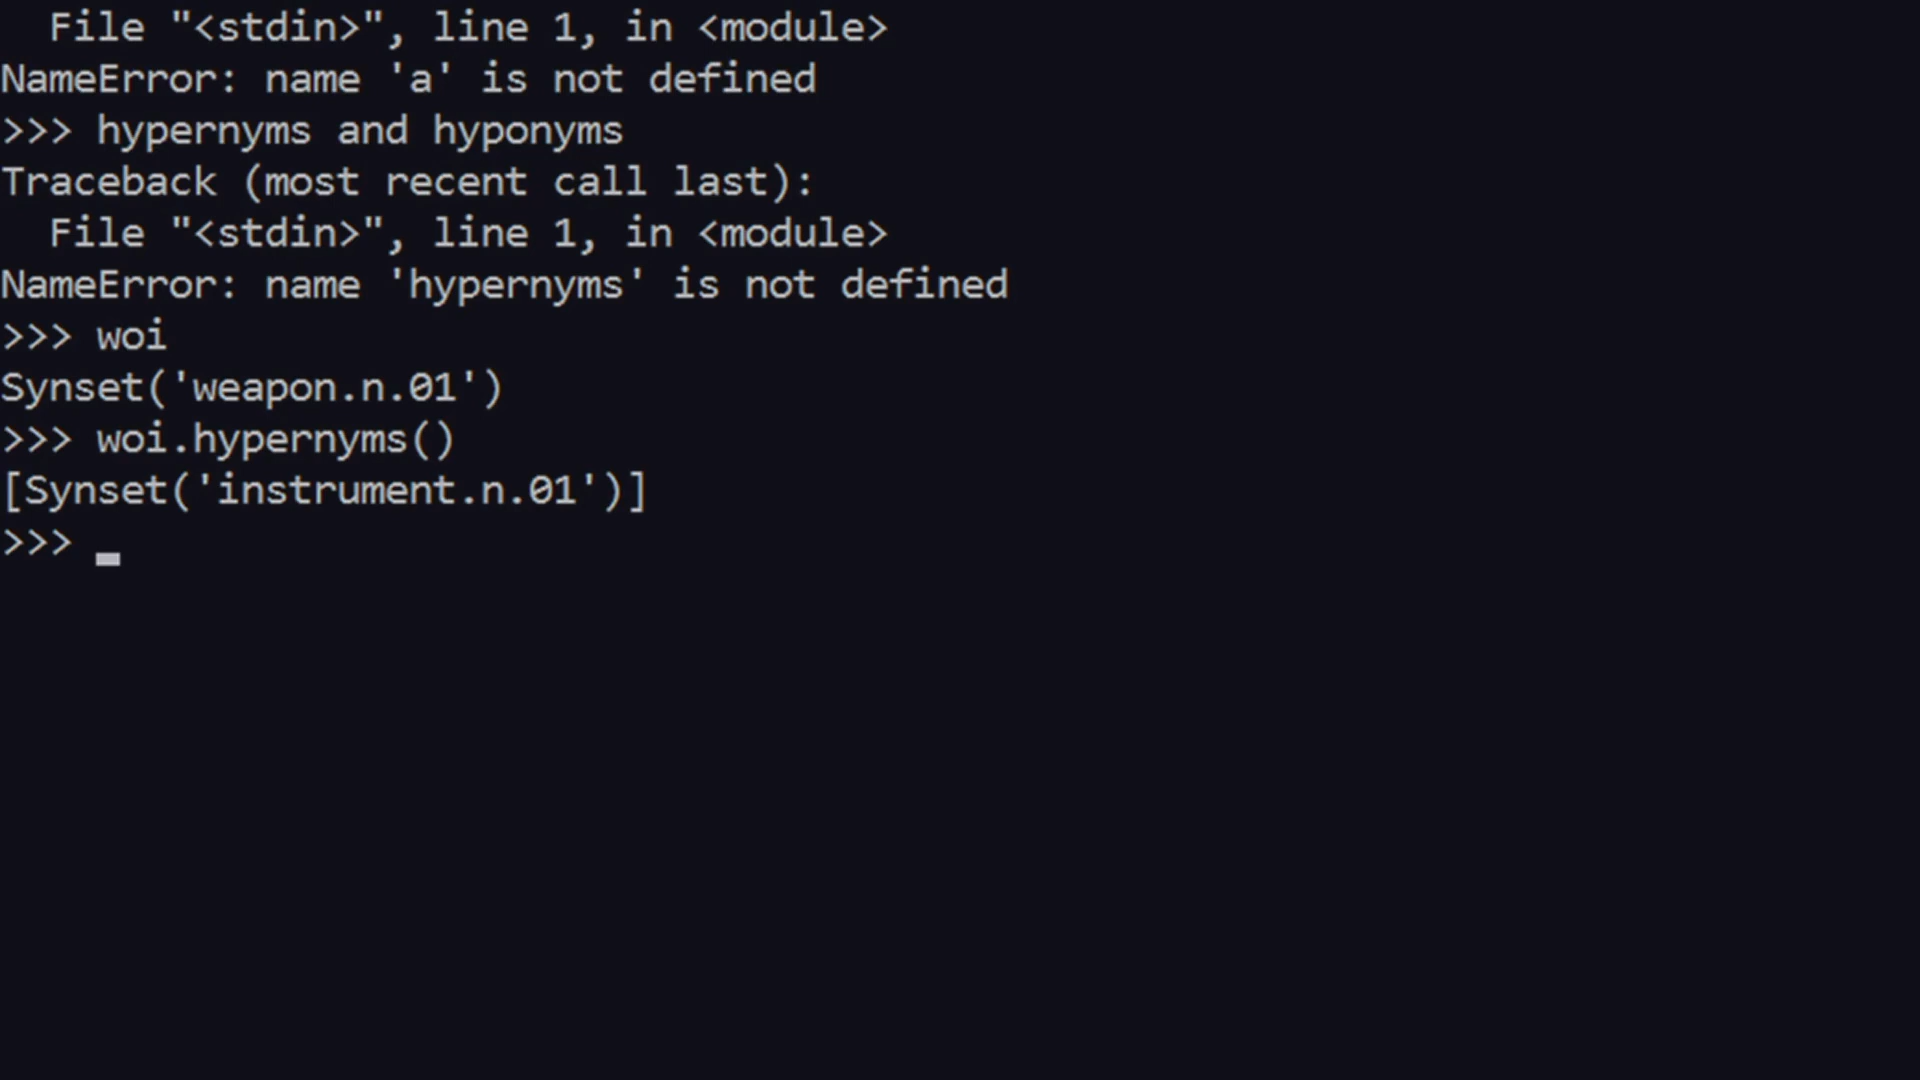 File "<stdin>", line 1, in <module>
NameError: name 'a' is not defined
>>> hypernyms and hyponyms
Traceback (most recent call last):
  File "<stdin>", line 1, in <module>
NameError: name 'hypernyms' is not defined
>>> woi
Synset('weapon.n.01')
>>> woi.hypernyms()
[Synset('instrument.n.01')]
>>>